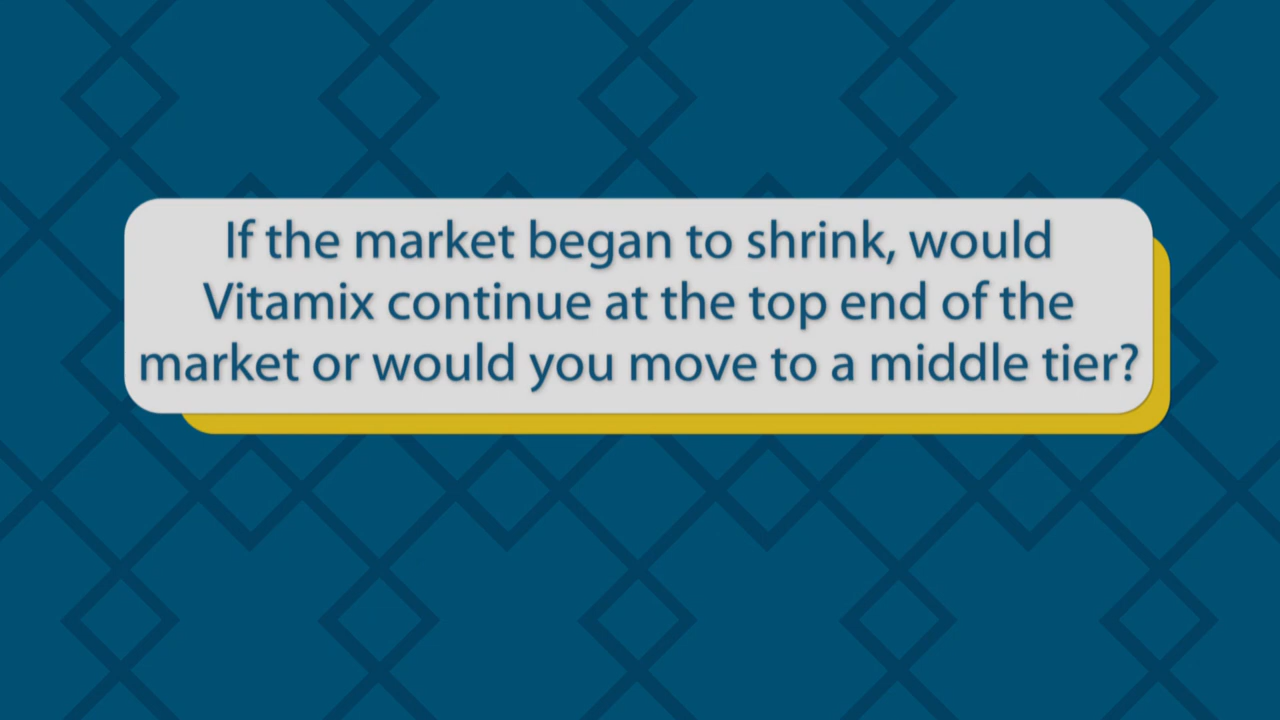 If the market began to shrink, would
Vitamix continue at the top end of the
market or would you move to a middle tier?